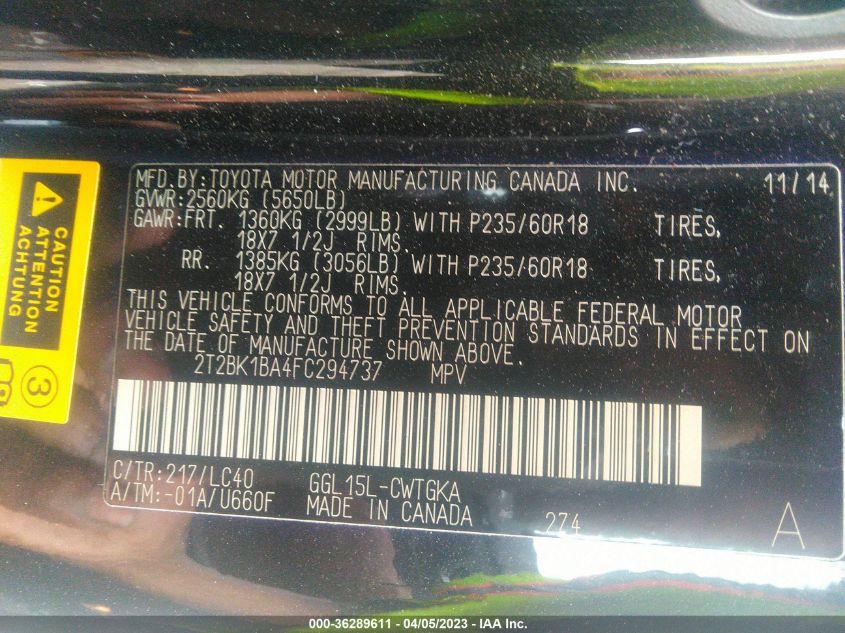 MFD.BY:TOYOTA MOTOR MANUFACTURING CANADA INC. 11/14
GVWR:2560KG (5650LB)
GAWR:FRT. 1360KG (2999LB) WITH P235/60R18 TIRES,
18X7 1/2J RIMS.
RR. 1385KG (3056LB) WITH P235/60R18 TIRES,
18X7 1/2J RIMS.
THIS VEHICLE CONFORMS TO ALL APPLICABLE FEDERAL MOTOR
VEHICLE SAFETY AND THEFT PREVENTION STANDARDS IN EFFECT ON
THE DATE OF MANUFACTURE SHOWN ABOVE.
2T2BK1BA4FC294737 MPV
C/TR:217/LC40 GGL15L-CWTGKA
A/TM:-01A/U660F MADE IN CANADA 274 A
CAUTION
ATTENTION
ACHTUNG
3
000-36289611 - 04/05/2023 - IAA Inc.